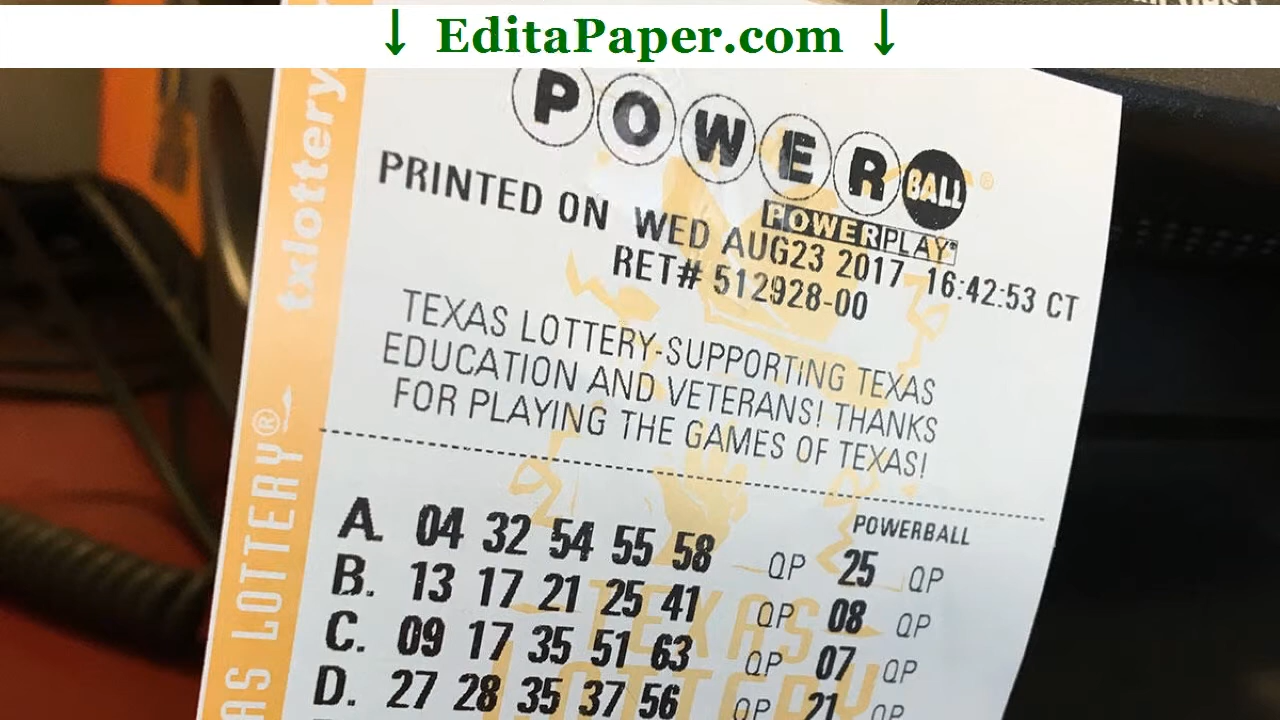 ↓ EditaPaper.com ↓
POWERBALL®
POWERPLAY®
PRINTED ON WED AUG23 2017 16:42:53 CT
RET# 512928-00
TEXAS LOTTERY-SUPPORTING TEXAS
EDUCATION AND VETERANS! THANKS
FOR PLAYING THE GAMES OF TEXAS!
POWERBALL
A. 04 32 54 55 58 QP 25 QP
B. 13 17 21 25 41 QP 08 QP
C. 09 17 35 51 63 QP 07 QP
D. 27 28 35 37 56 QP 21 QP
TEXAS
LOTTERY
txlottery
AS LOTTERY®